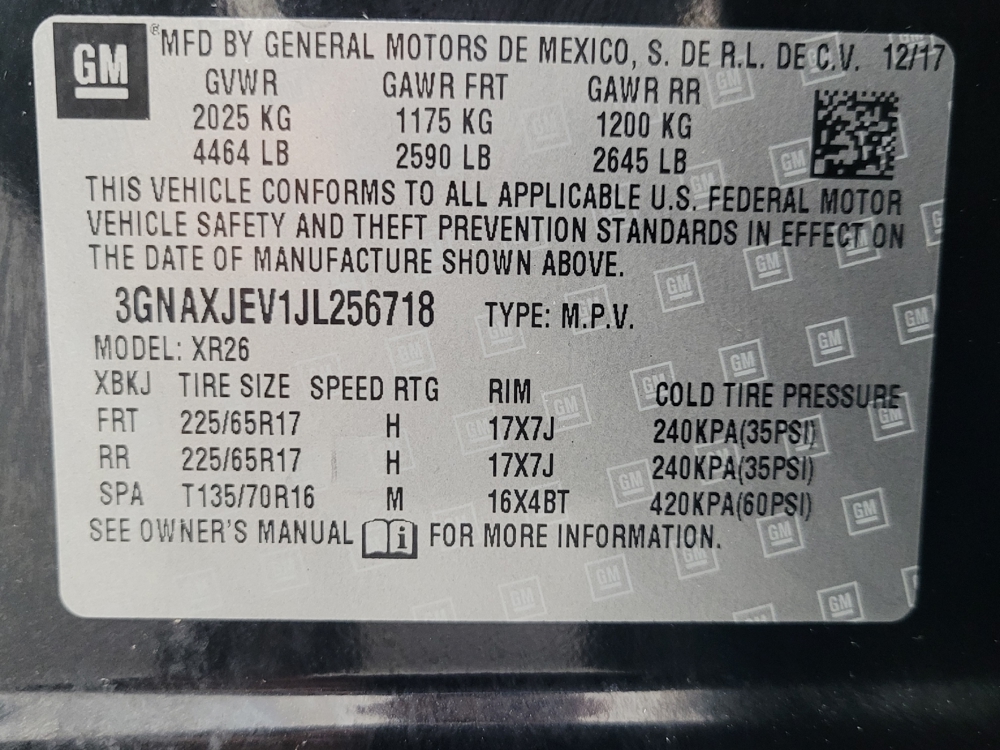 GM ® MFD BY GENERAL MOTORS DE MEXICO, S. DE R.L. DE C.V. 12/17
GVWR GAWR FRT GAWR RR
2025 KG 1175 KG 1200 KG
4464 LB 2590 LB 2645 LB
THIS VEHICLE CONFORMS TO ALL APPLICABLE U.S. FEDERAL MOTOR
VEHICLE SAFETY AND THEFT PREVENTION STANDARDS IN EFFECT ON
THE DATE OF MANUFACTURE SHOWN ABOVE.
3GNAXJEV1JL256718 TYPE: M.P.V.
MODEL: XR26
XBKJ TIRE SIZE SPEED RTG RIM COLD TIRE PRESSURE
FRT 225/65R17 H 17X7J 240KPA(35PSI)
RR 225/65R17 H 17X7J 240KPA(35PSI)
SPA T135/70R16 M 16X4BT 420KPA(60PSI)
SEE OWNER'S MANUAL i FOR MORE INFORMATION.